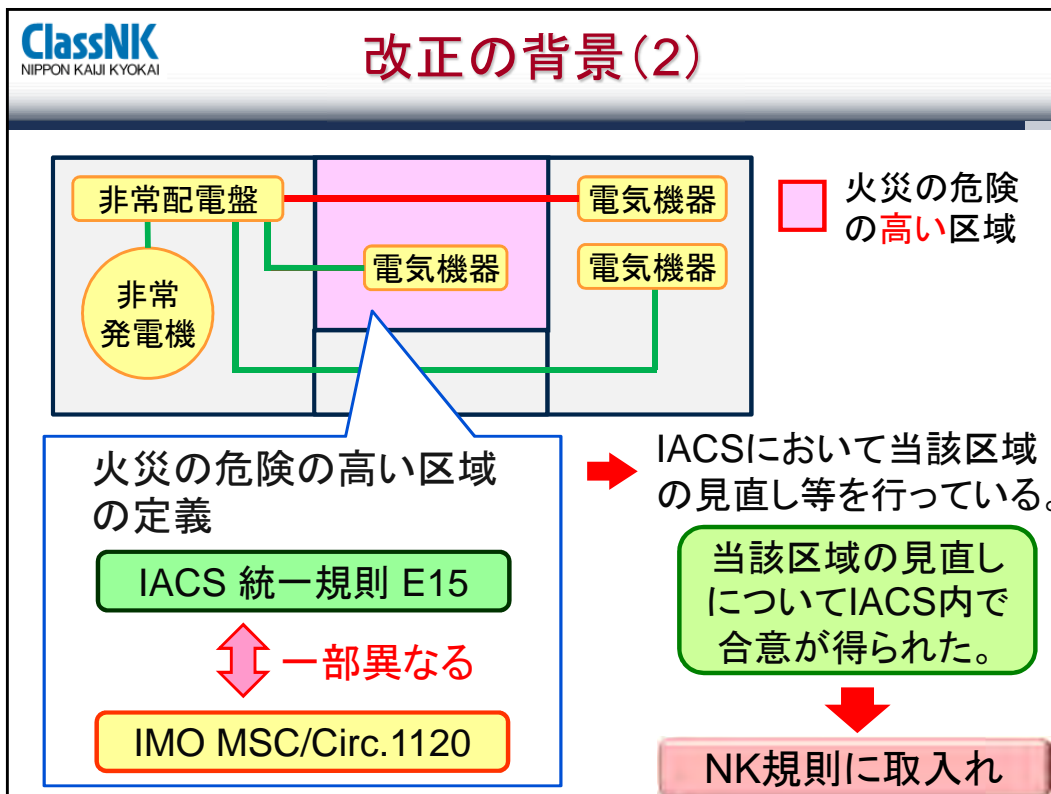 ClassNK
NIPPON KAIJI KYOKAI
改正の背景(2)
非常配電盤
電気機器
電気機器
電気機器
非常
発電機
火災の危険
の高い区域
火災の危険の高い区域
の定義
IACS 統一規則 E15
一部異なる
IMO MSC/Circ.1120
IACSにおいて当該区域
の見直し等を行っている。
当該区域の見直し
についてIACS内で
合意が得られた。
NK規則に取入れ